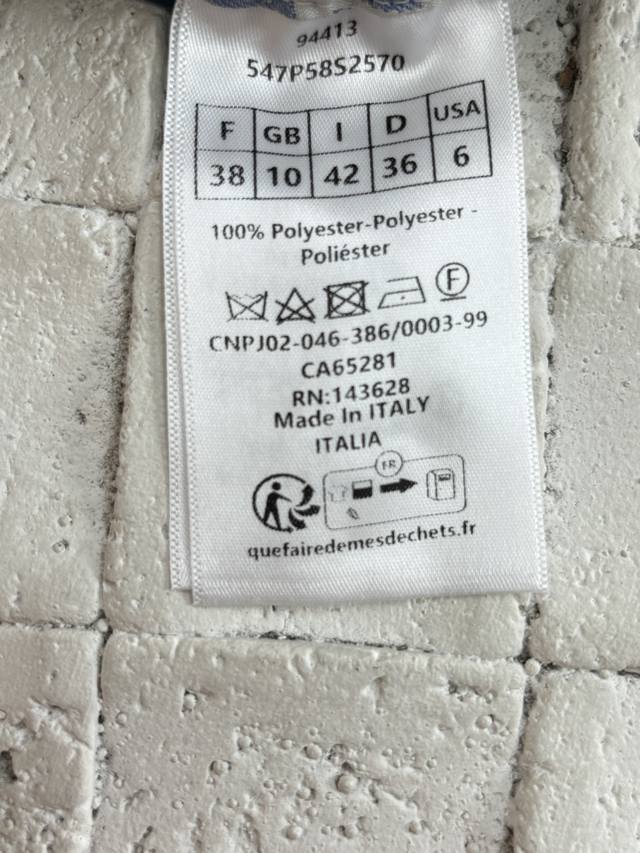 94413
547P58S2570
F GB I D USA
38 10 42 36 6
100% Polyester-Polyester -
Poliéster
F
CNPJ02-046-386/0003-99
CA65281
RN:143628
Made In ITALY
ITALIA
FR
quefairedemesdechets.fr